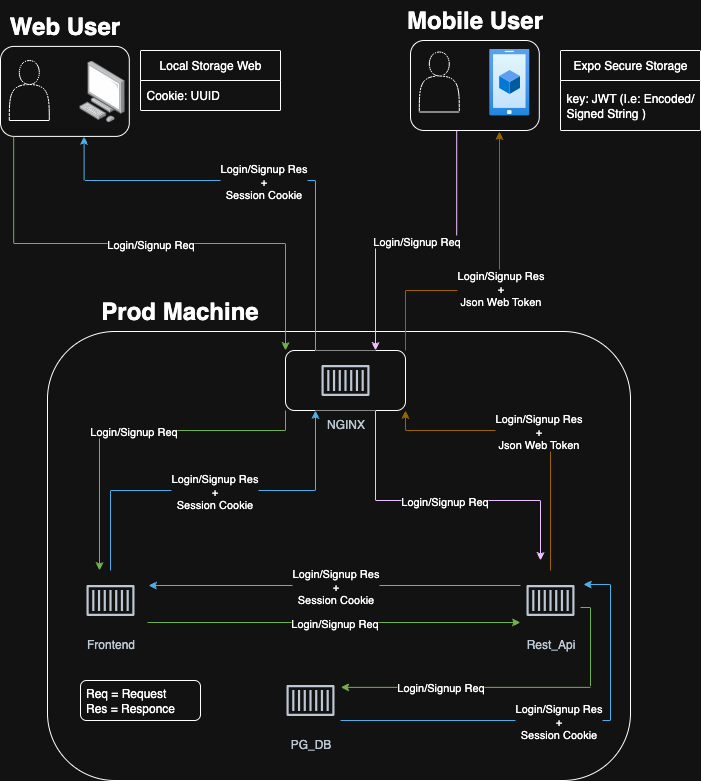 Web User
Mobile User
Local Storage Web
Cookie: UUID
Expo Secure Storage
key: JWT (I.e: Encoded/
Signed String )
Login/Signup Res
+
Session Cookie
Login/Signup Req
Login/Signup Req
Login/Signup Res
+
Json Web Token
Prod Machine
NGINX
Login/Signup Req
Login/Signup Res
+
Json Web Token
Login/Signup Res
+
Session Cookie
Login/Signup Req
Login/Signup Res
+
Session Cookie
Login/Signup Req
Frontend
Rest_Api
Req = Request
Res = Responce
Login/Signup Req
Login/Signup Res
+
Session Cookie
PG_DB